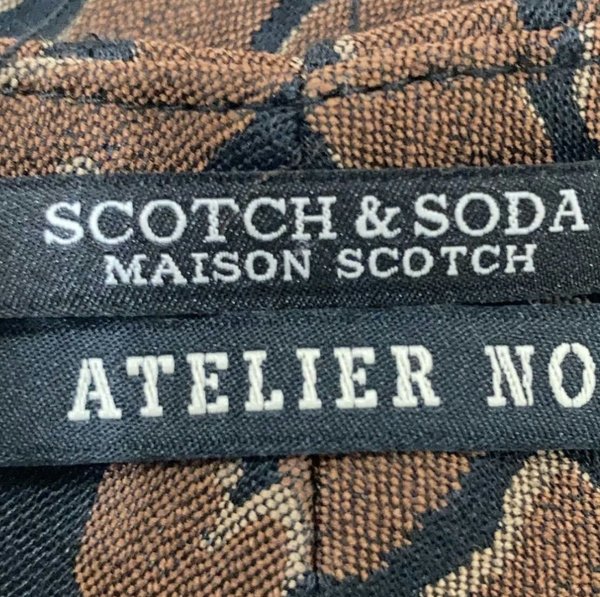 SCOTCH & SODA
MAISON SCOTCH
ATELIER NO